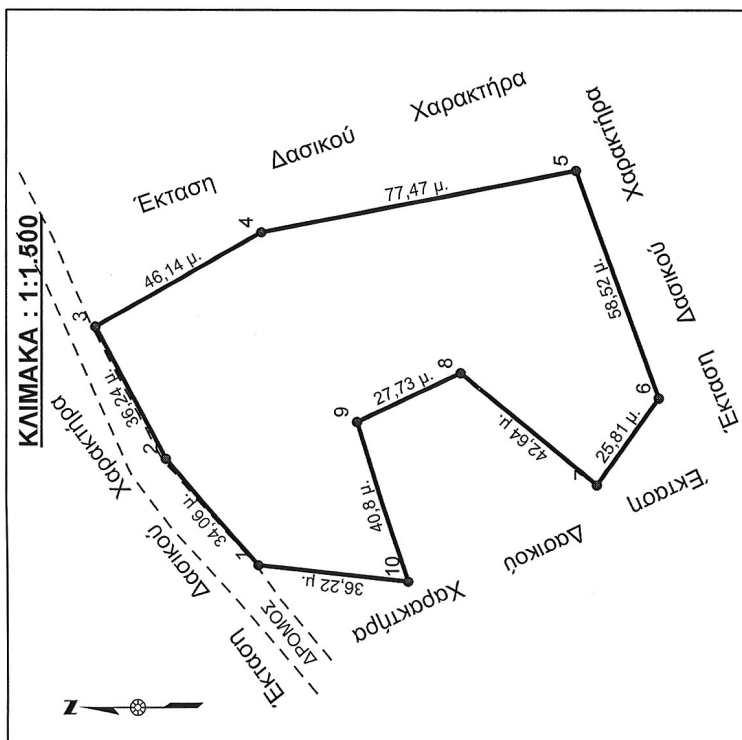 ΚΛΙΜΑΚΑ : 1:1.500
Έκταση Δασικού Χαρακτήρα
Έκταση Δασικού Χαρακτήρα
Έκταση Δασικού Χαρακτήρα
Έκταση Δασικού Χαρακτήρα
ΔΡΟΜΟΣ
2
3
4
5
6
7
8
9
10
34,06 μ.
36,24 μ.
46,14 μ.
77,47 μ.
58,52 μ.
25,81 μ.
42,64 μ.
27,73 μ.
40,8 μ.
36,22 μ.
Z